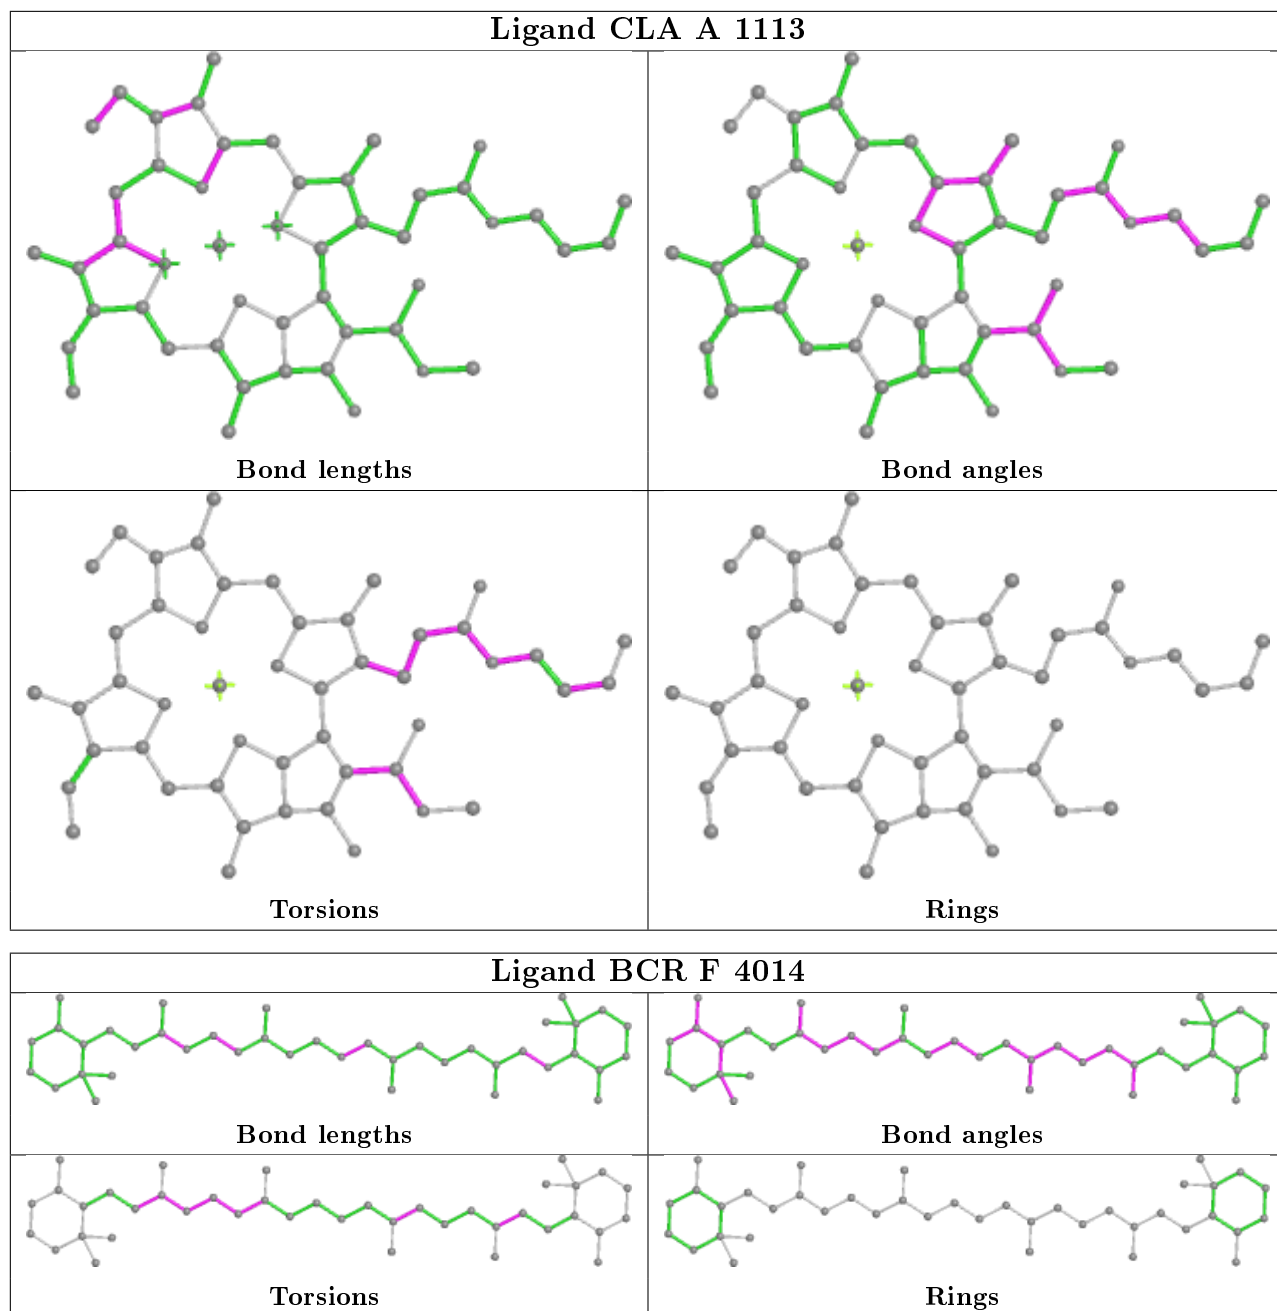 Ligand CLA A 1113
Bond lengths
Bond angles
Torsions
Rings
Ligand BCR F 4014
Bond lengths
Bond angles
Torsions
Rings